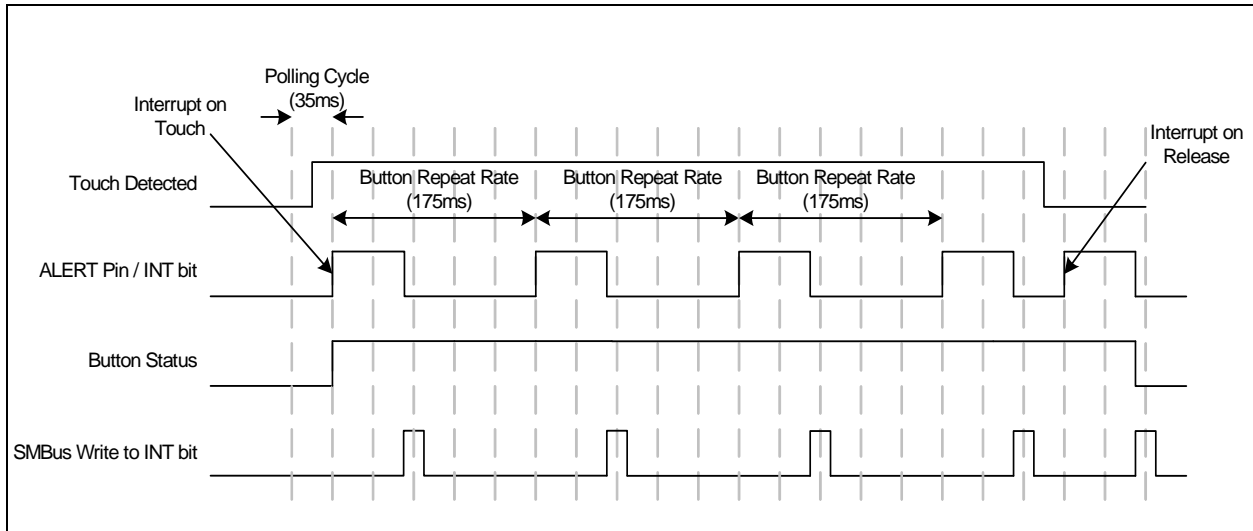 Polling Cycle
(35ms)
Interrupt on
Touch
Interrupt on
Release
Touch Detected
Button Repeat Rate
(175ms)
Button Repeat Rate
(175ms)
Button Repeat Rate
(175ms)
ALERT Pin / INT bit
Button Status
SMBus Write to INT bit